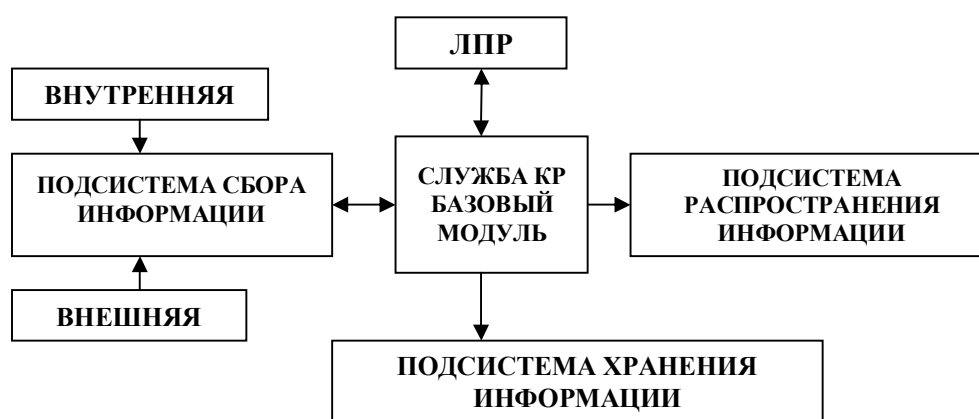 ЛПР
ВНУТРЕННЯЯ
ПОДСИСТЕМА СБОРА
ИНФОРМАЦИИ
СЛУЖБА КР
БАЗОВЫЙ
МОДУЛЬ
ПОДСИСТЕМА
РАСПРОСТРАНЕНИЯ
ИНФОРМАЦИИ
ВНЕШНЯЯ
ПОДСИСТЕМА ХРАНЕНИЯ
ИНФОРМАЦИИ